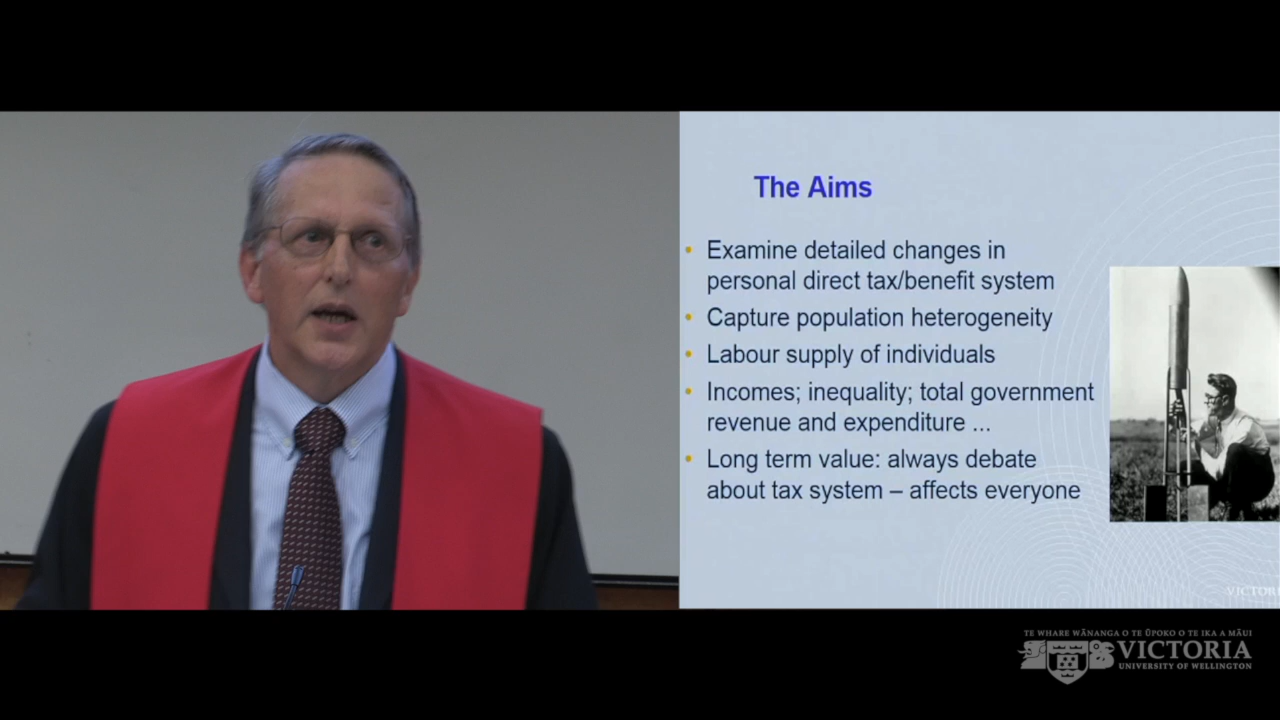 The Aims
• Examine detailed changes in
personal direct tax/benefit system
• Capture population heterogeneity
• Labour supply of individuals
• Incomes; inequality; total government
revenue and expenditure ...
• Long term value: always debate
about tax system – affects everyone
VICTOR
TE WHARE WĀNANGA O TE ŪPOKO O TE IKA A MĀUI
VICTORIA
UNIVERSITY OF WELLINGTON